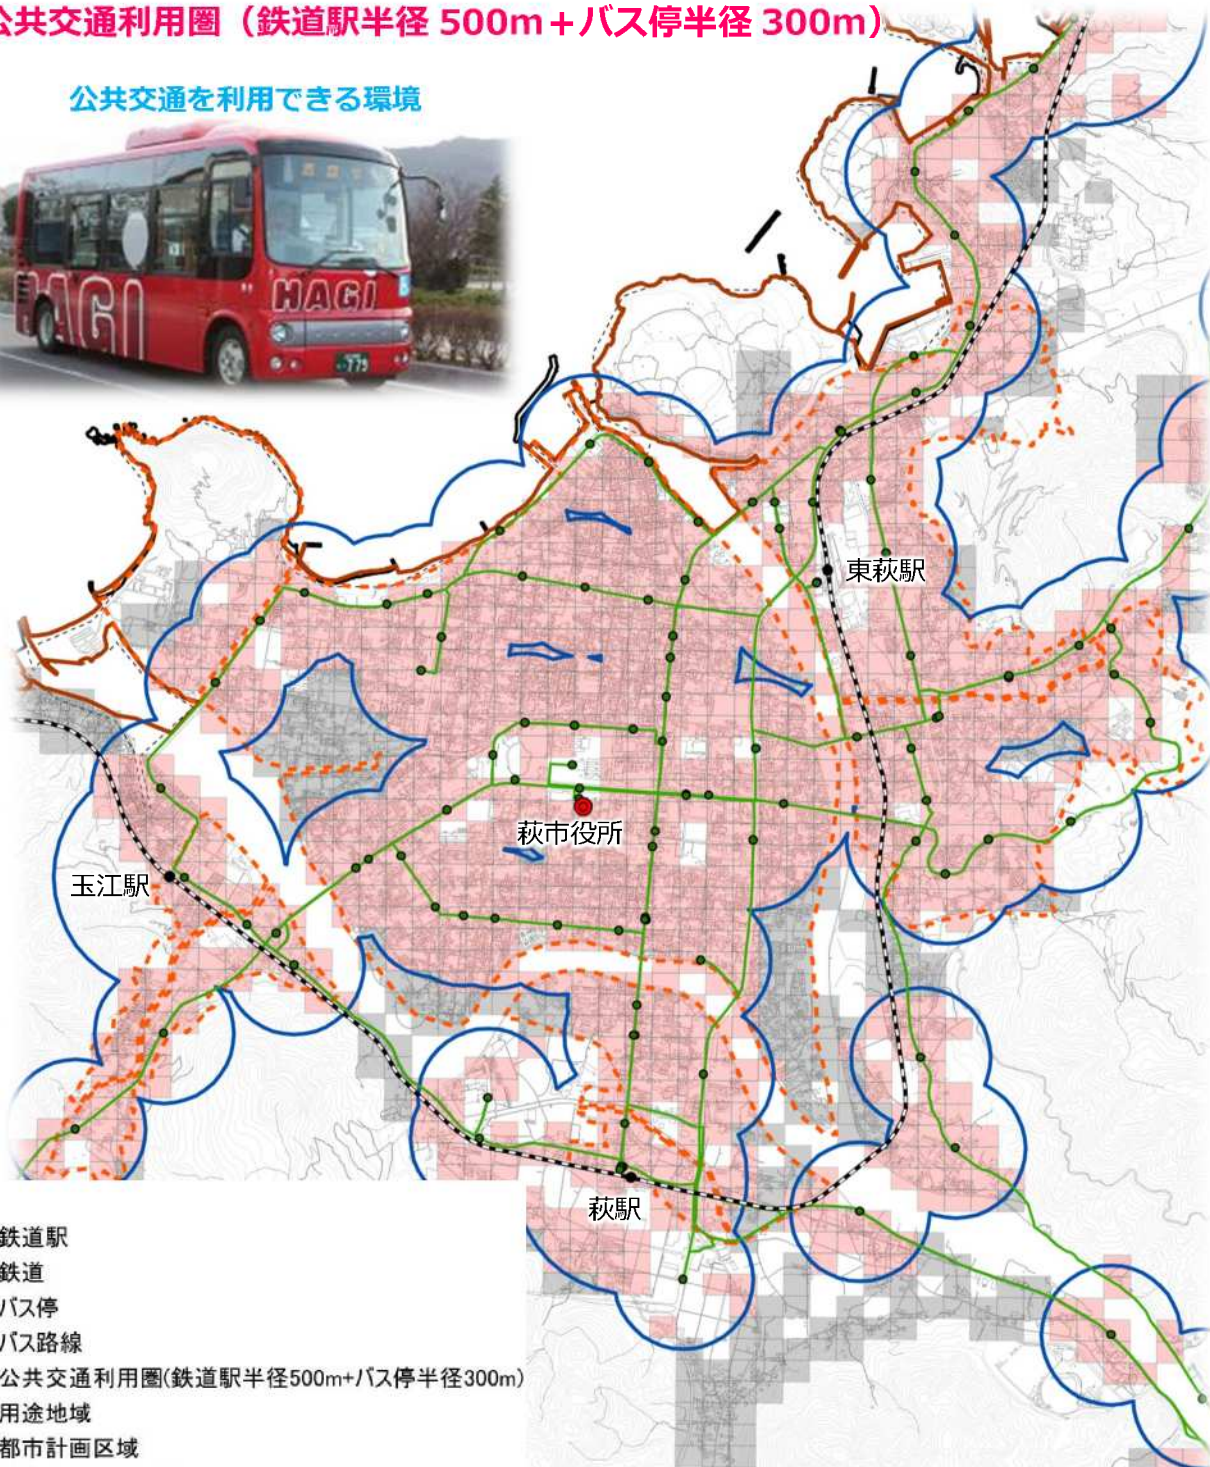 公共交通利用圏（鉄道駅半径 500m＋バス停半径 300m）
公共交通を利用できる環境
HAGI
HAGI
・779
東萩駅
萩市役所
玉江駅
萩駅
鉄道駅
鉄道
バス停
バス路線
公共交通利用圏(鉄道駅半径500m+バス停半径300m)
用途地域
都市計画区域